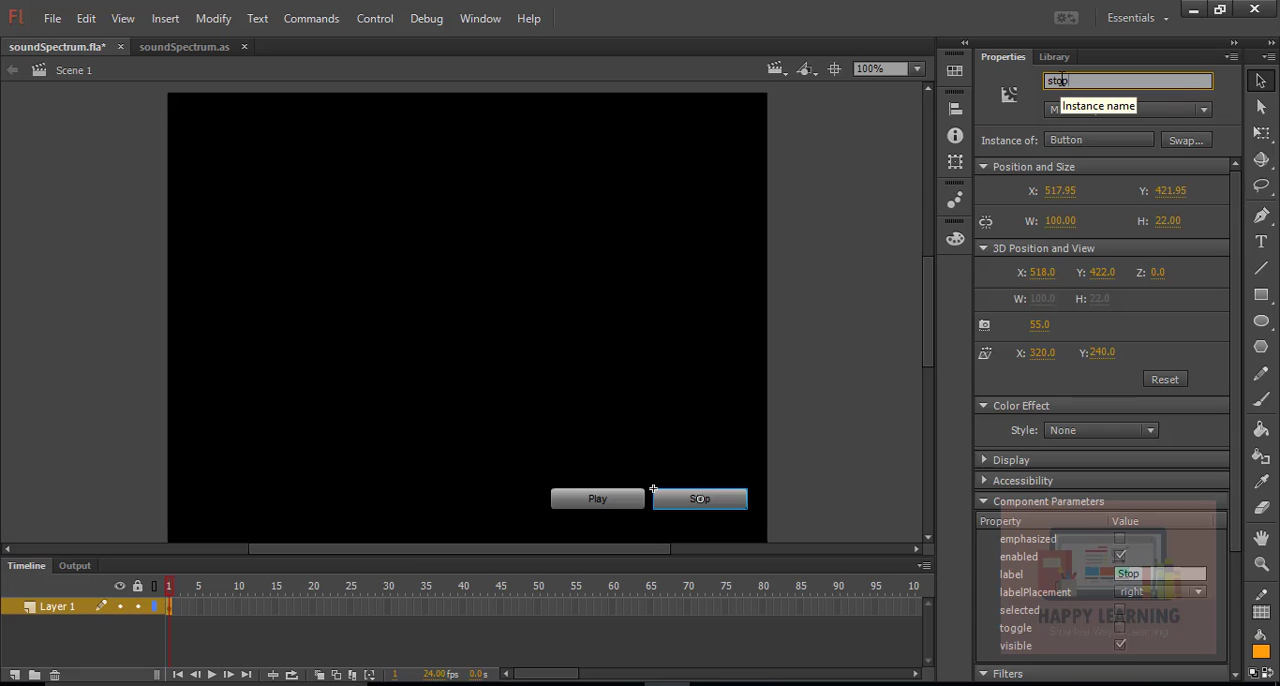 Fl File Edit View Insert Modify Text Commands Control Debug Window Help Essentials
soundSpectrum.fla* × soundSpectrum.as ×
Scene 1 100%
Properties Library
stop
Instance name
Instance of: Button Swap...
Position and Size
X: 517.95 Y: 421.95
W: 100.00 H: 22.00
3D Position and View
X: 518.0 Y: 422.0 Z: 0.0
W: 100.0 H: 22.0
55.0
X: 320.0 Y: 240.0
Reset
Color Effect
Style: None
Display
Accessibility
Component Parameters
Property Value
emphasized
enabled
label Stop
labelPlacement right
selected
toggle
visible
Filters
HAPPY LEARNING
Play Stop
Timeline Output
1 5 10 15 20 25 30 35 40 45 50 55 60 65 70 75 80 85 90 95 10
Layer 1
1 24.00 fps 0.0 s